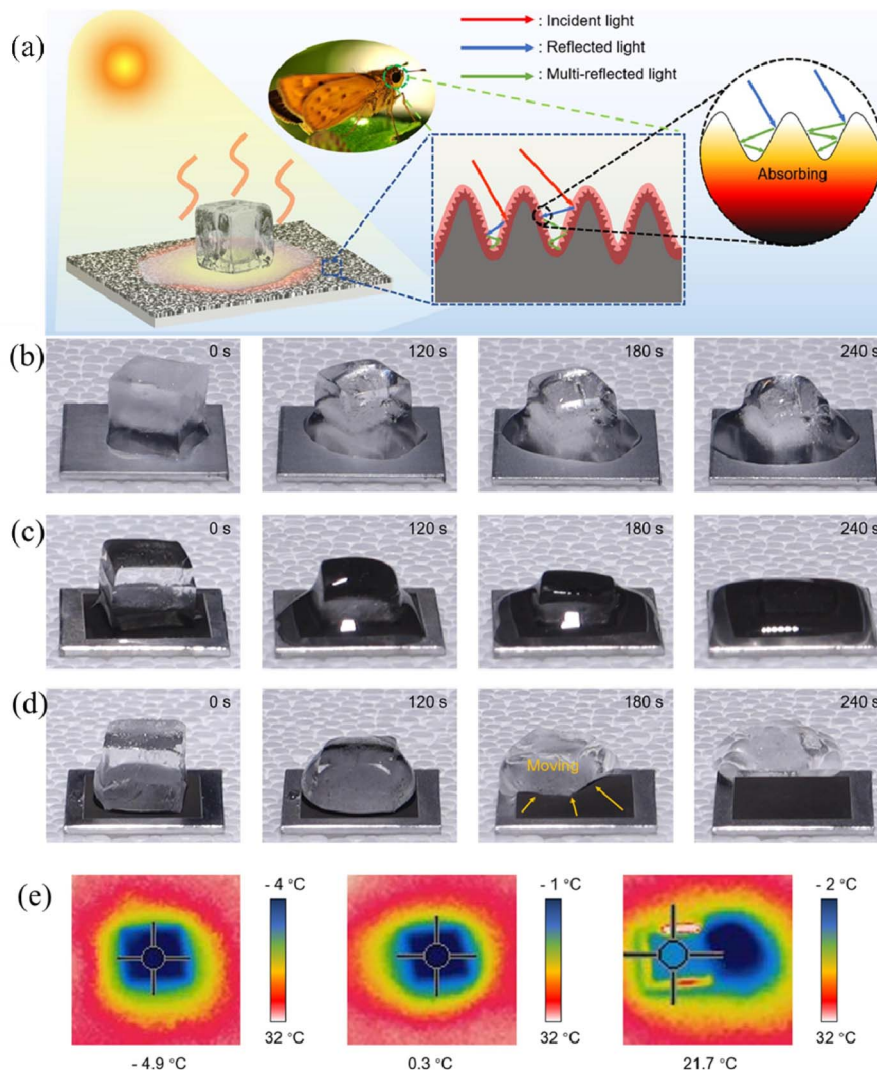 (a)
: Incident light
: Reflected light
: Multi-reflected light
Absorbing
(b)
0 s
120 s
180 s
240 s
(c)
0 s
120 s
180 s
240 s
(d)
0 s
120 s
180 s
240 s
Moving
(e)
- 4 °C
- 1 °C
- 2 °C
32 °C
32 °C
32 °C
- 4.9 °C
0.3 °C
21.7 °C